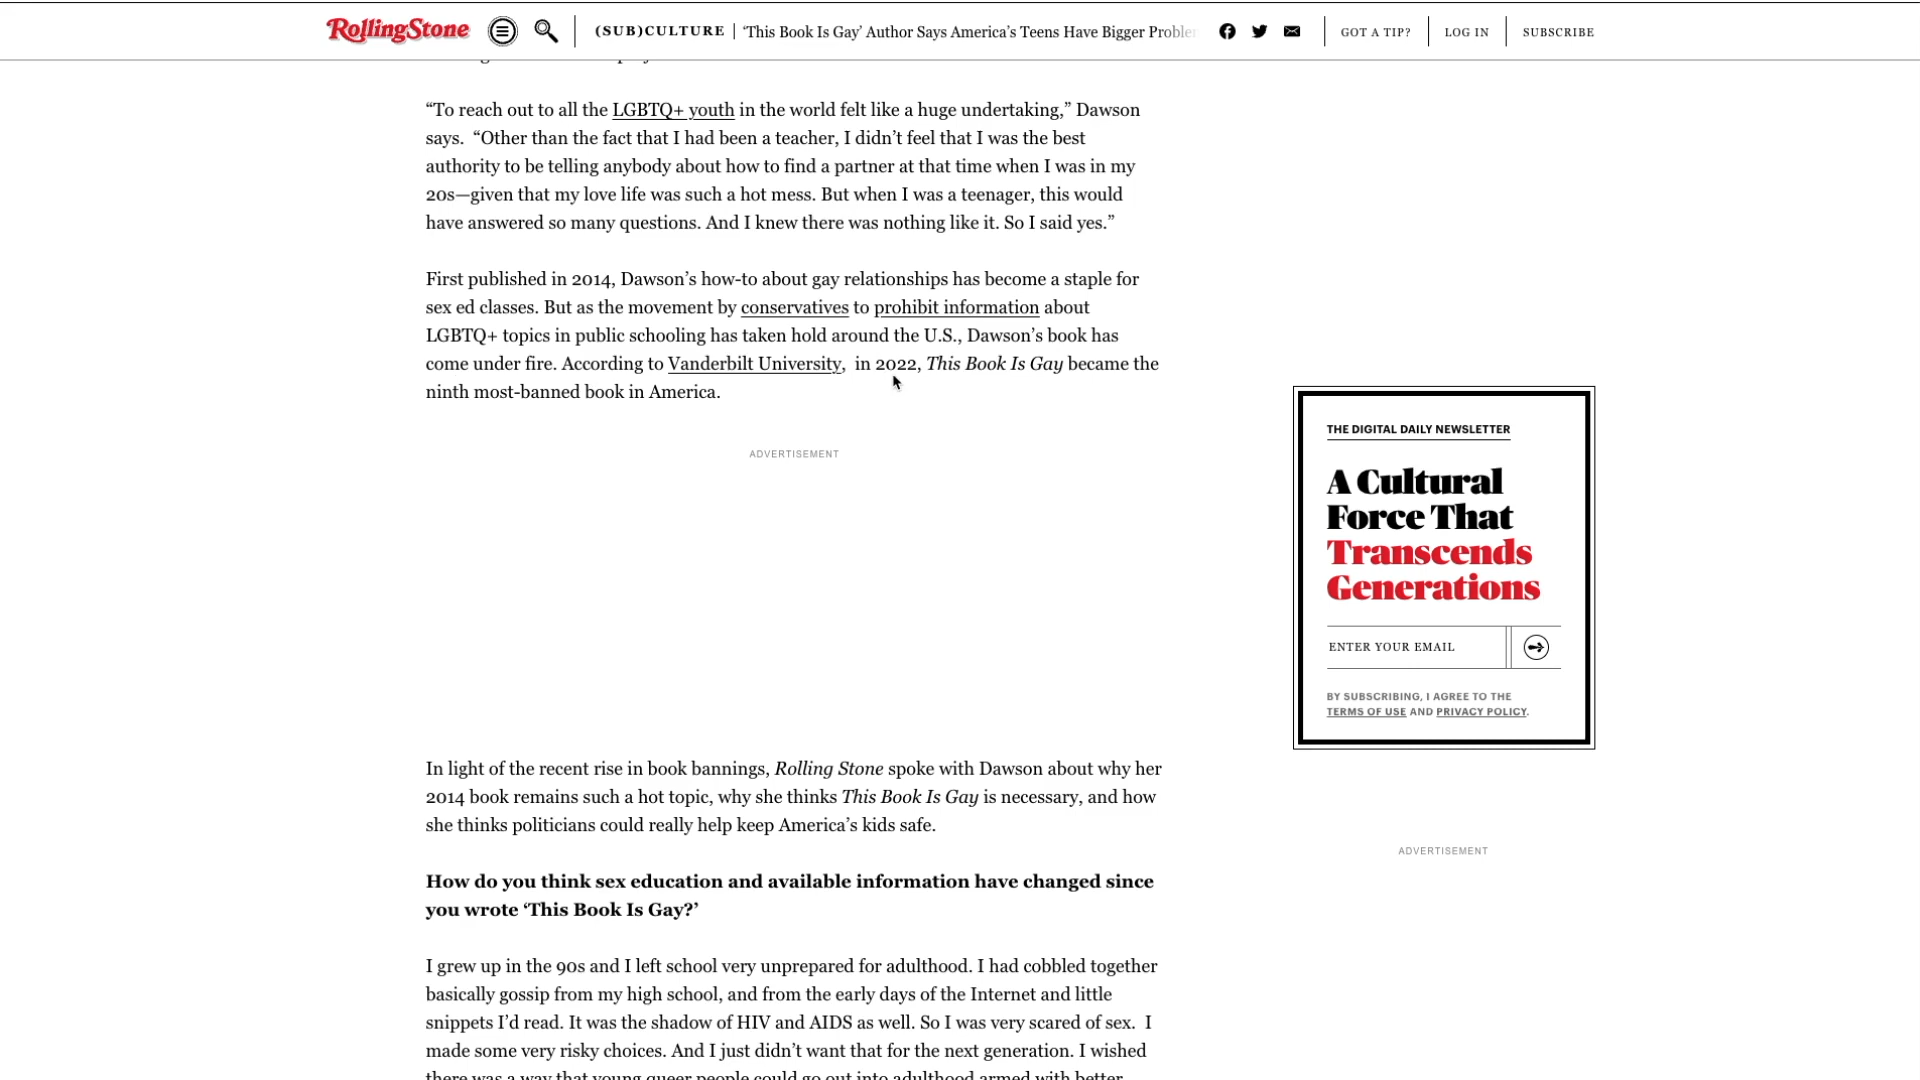 RollingStone (SUB)CULTURE | ‘This Book Is Gay’ Author Says America’s Teens Have Bigger GOT A TIP? LOG IN SUBSCRIBE
“To reach out to all the LGBTQ+ youth in the world felt like a huge undertaking,” Dawson
says.  “Other than the fact that I had been a teacher, I didn’t feel that I was the best
authority to be telling anybody about how to find a partner at that time when I was in my
20s—given that my love life was such a hot mess. But when I was a teenager, this would
have answered so many questions. And I knew there was nothing like it. So I said yes.”
First published in 2014, Dawson’s how-to about gay relationships has become a staple for
sex ed classes. But as the movement by conservatives to prohibit information about
LGBTQ+ topics in public schooling has taken hold around the U.S., Dawson’s book has
come under fire. According to Vanderbilt University,  in 2022, This Book Is Gay became the
ninth most-banned book in America.
ADVERTISEMENT
In light of the recent rise in book bannings, Rolling Stone spoke with Dawson about why her
2014 book remains such a hot topic, why she thinks This Book Is Gay is necessary, and how
she thinks politicians could really help keep America’s kids safe.
How do you think sex education and available information have changed since
you wrote ‘This Book Is Gay?’
I grew up in the 90s and I left school very unprepared for adulthood. I had cobbled together
basically gossip from my high school, and from the early days of the Internet and little
snippets I’d read. It was the shadow of HIV and AIDS as well. So I was very scared of sex.  I
made some very risky choices. And I just didn’t want that for the next generation. I wished
there was a way that young queer people could go out into adulthood armed with better
THE DIGITAL DAILY NEWSLETTER
A Cultural
Force That
Transcends
Generations
ENTER YOUR EMAIL
BY SUBSCRIBING, I AGREE TO THE
TERMS OF USE AND PRIVACY POLICY.
ADVERTISEMENT